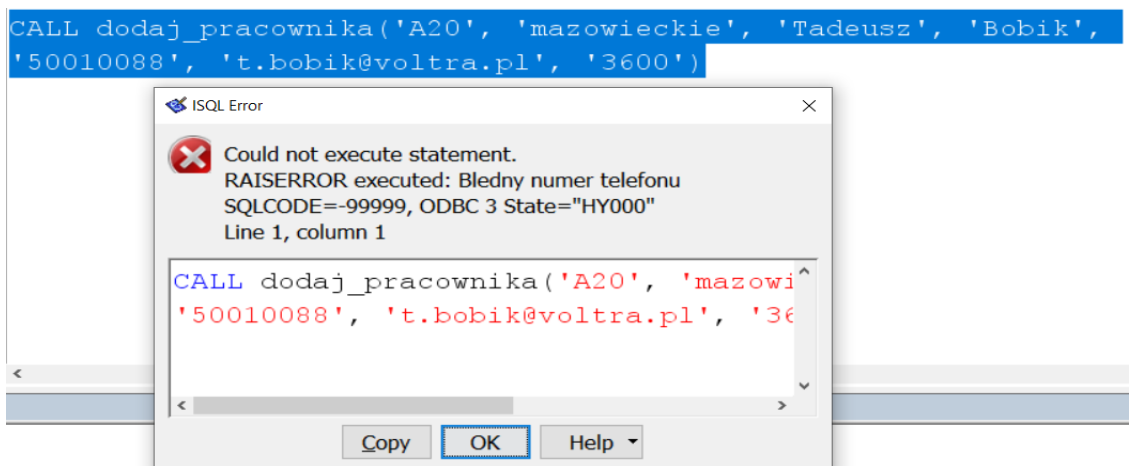 CALL dodaj_pracownika('A20', 'mazowieckie', 'Tadeusz', 'Bobik',
'50010088', 't.bobik@voltra.pl', '3600')
ISQL Error
Could not execute statement.
RAISERROR executed: Bledny numer telefonu
SQLCODE=-99999, ODBC 3 State="HY000"
Line 1, column 1
CALL dodaj_pracownika('A20', 'mazowi
'50010088', 't.bobik@voltra.pl', '36
Copy OK Help